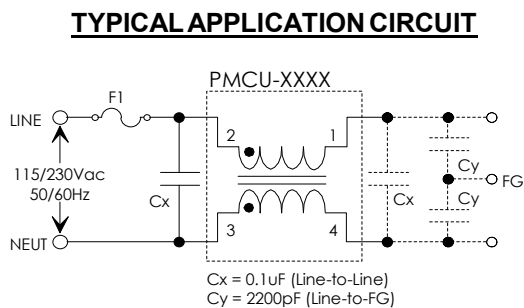 TYPICAL APPLICATION CIRCUIT
PMCU-XXXX
F1
LINE
2
1
115/230Vac
50/60Hz
Cx
Cx
Cy
Cy
FG
NEUT
3
4
Cx = 0.1uF (Line-to-Line)
Cy = 2200pF (Line-to-FG)